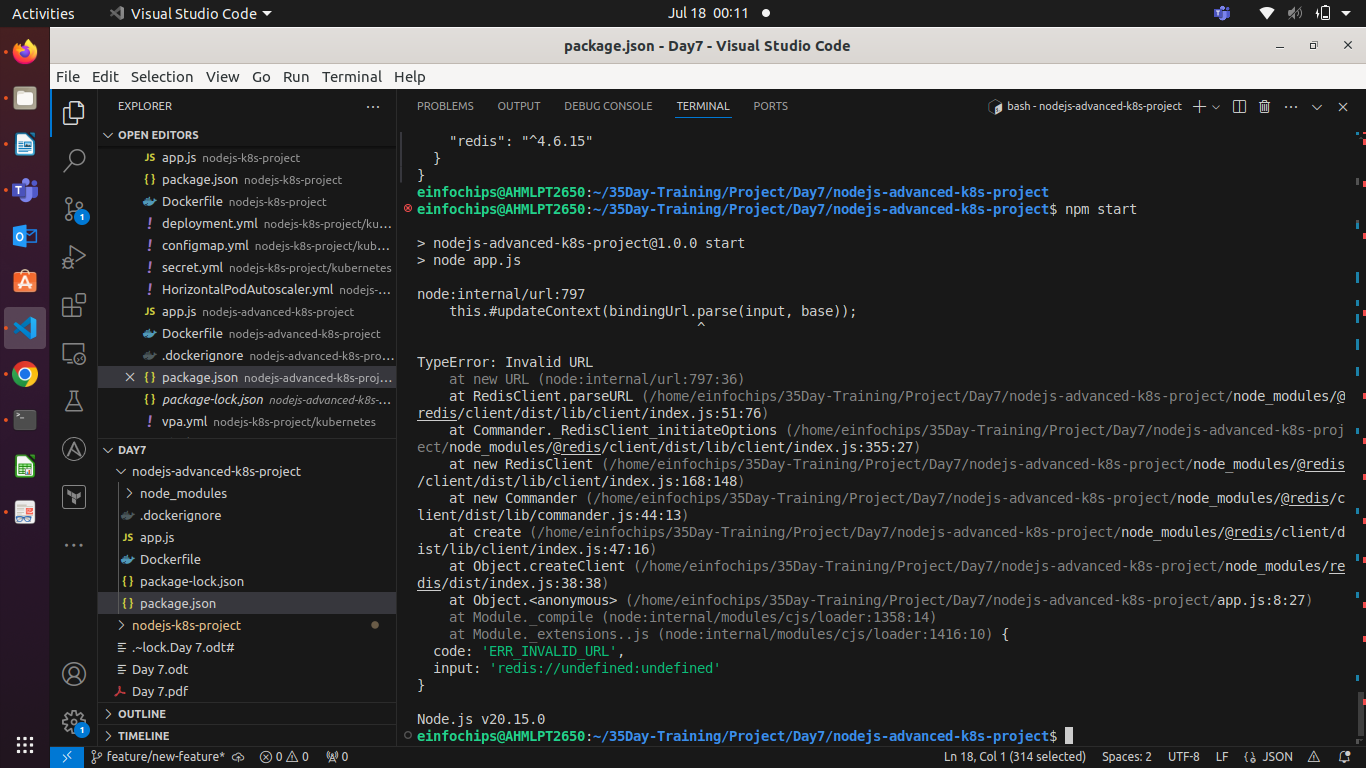 Activities
Visual Studio Code
Jul 18 00:11
package.json - Day7 - Visual Studio Code
File Edit Selection View Go Run Terminal Help
EXPLORER
OPEN EDITORS
JS app.js nodejs-k8s-project
{} package.json nodejs-k8s-project
Dockerfile nodejs-k8s-project
! deployment.yml nodejs-k8s-project/ku...
! configmap.yml nodejs-k8s-project/kub...
! secret.yml nodejs-k8s-project/kubernetes
! HorizontalPodAutoscaler.yml nodejs-...
JS app.js nodejs-advanced-k8s-project
Dockerfile nodejs-advanced-k8s-project
.dockerignore nodejs-advanced-k8s-pro...
{} package.json nodejs-advanced-k8s-proj...
{} package-lock.json nodejs-advanced-k8s-...
! vpa.yml nodejs-k8s-project/kubernetes
DAY7
nodejs-advanced-k8s-project
node_modules
.dockerignore
JS app.js
Dockerfile
{} package-lock.json
{} package.json
nodejs-k8s-project
.~lock.Day 7.odt#
Day 7.odt
Day 7.pdf
OUTLINE
TIMELINE
1
1
PROBLEMS OUTPUT DEBUG CONSOLE TERMINAL PORTS
bash - nodejs-advanced-k8s-project
"redis": "^4.6.15"
}
}
einfochips@AHMLPT2650:~/35Day-Training/Project/Day7/nodejs-advanced-k8s-project
einfochips@AHMLPT2650:~/35Day-Training/Project/Day7/nodejs-advanced-k8s-project$ npm start
> nodejs-advanced-k8s-project@1.0.0 start
> node app.js
node:internal/url:797
this.#updateContext(bindingUrl.parse(input, base));
^
TypeError: Invalid URL
at new URL (node:internal/url:797:36)
at RedisClient.parseURL (/home/einfochips/35Day-Training/Project/Day7/nodejs-advanced-k8s-project/node_modules/@
redis/client/dist/lib/client/index.js:51:76)
at Commander._RedisClient_initiateOptions (/home/einfochips/35Day-Training/Project/Day7/nodejs-advanced-k8s-proj
ect/node_modules/@redis/client/dist/lib/client/index.js:355:27)
at new RedisClient (/home/einfochips/35Day-Training/Project/Day7/nodejs-advanced-k8s-project/node_modules/@redis
/client/dist/lib/client/index.js:168:148)
at new Commander (/home/einfochips/35Day-Training/Project/Day7/nodejs-advanced-k8s-project/node_modules/@redis/c
lient/dist/lib/commander.js:44:13)
at create (/home/einfochips/35Day-Training/Project/Day7/nodejs-advanced-k8s-project/node_modules/@redis/client/d
ist/lib/client/index.js:47:16)
at Object.createClient (/home/einfochips/35Day-Training/Project/Day7/nodejs-advanced-k8s-project/node_modules/re
dis/dist/index.js:38:38)
at Object.<anonymous> (/home/einfochips/35Day-Training/Project/Day7/nodejs-advanced-k8s-project/app.js:8:27)
at Module._compile (node:internal/modules/cjs/loader:1358:14)
at Module._extensions..js (node:internal/modules/cjs/loader:1416:10) {
code: 'ERR_INVALID_URL',
input: 'redis://undefined:undefined'
}
Node.js v20.15.0
einfochips@AHMLPT2650:~/35Day-Training/Project/Day7/nodejs-advanced-k8s-project$
feature/new-feature* 0 0 0 Ln 18, Col 1 (314 selected) Spaces: 2 UTF-8 LF {} JSON